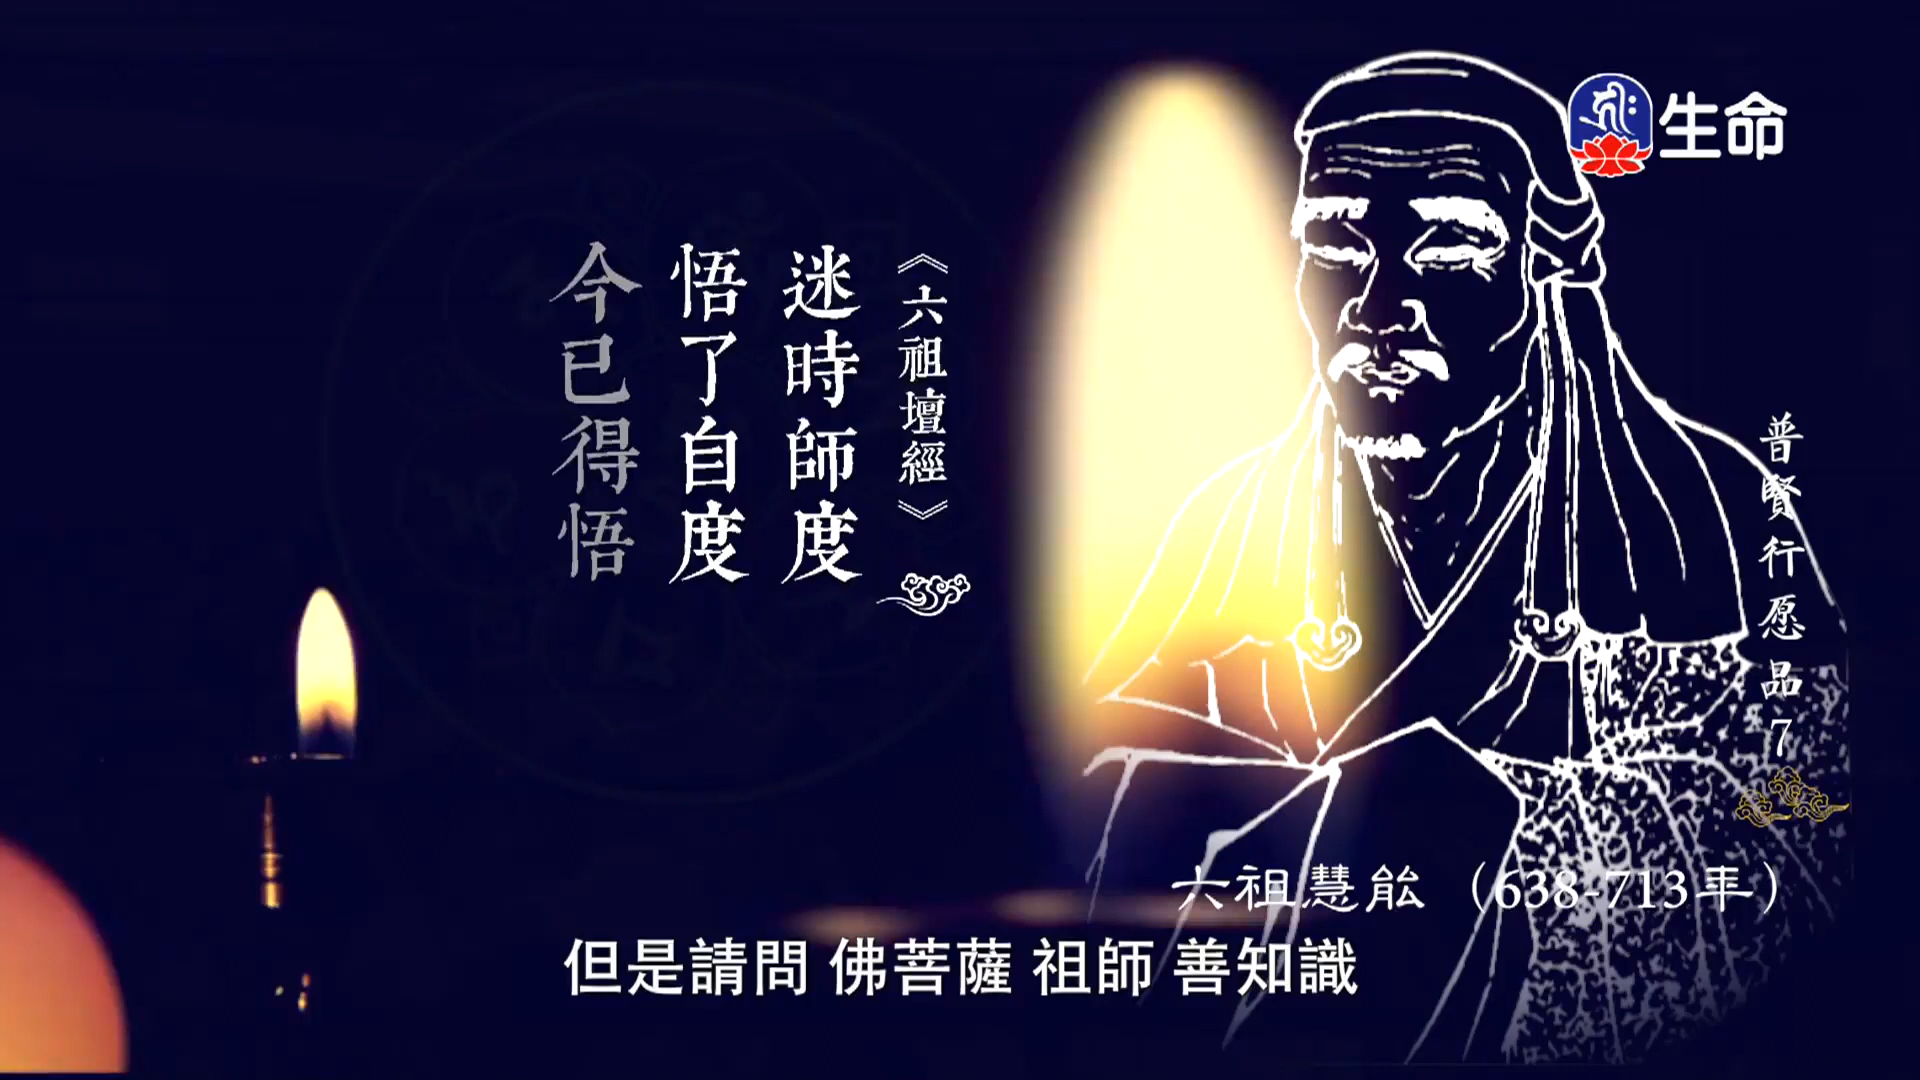 生命
《六祖壇經》
迷時師度
悟了自度
今已得悟
普賢行愿品7
六祖慧能（638-713年）
但是請問 佛菩薩 祖師 善知識